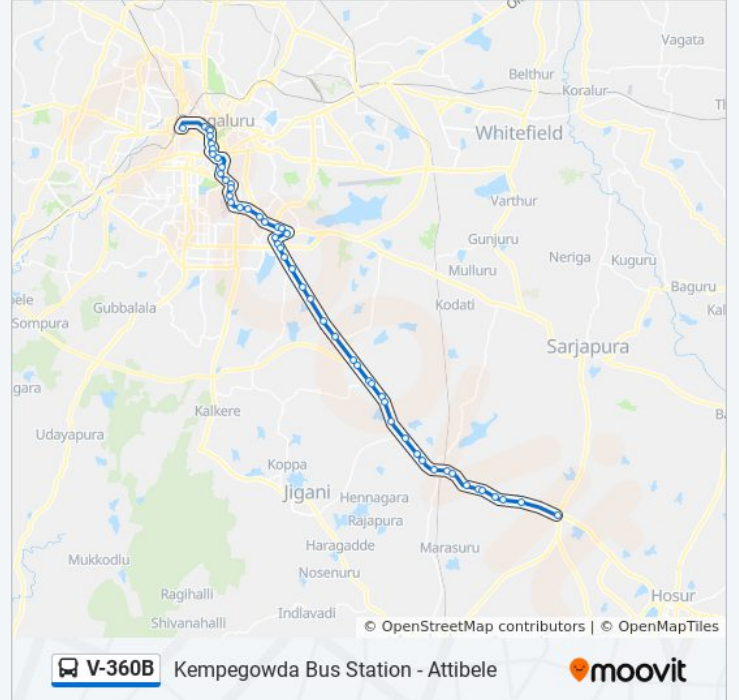 Vagata
Belthur
Koralur
galuru
Whitefield
Varthur
Gunjuru
Neriga
Kuguru
Mulluru
Baguru
Gubbalala
Kodati
Sompura
Sarjapura
Kalkere
Udayapura
Koppa
Jigani
Hennagara
Rajapura
Haragadde
Marasuru
Mukkodlu
Nosenuru
Ragihalli
Hosur
Indlavadi
Shivanahalli
© OpenStreetMap contributors | © OpenMapTiles
V-360B Kempegowda Bus Station - Attibele moovit